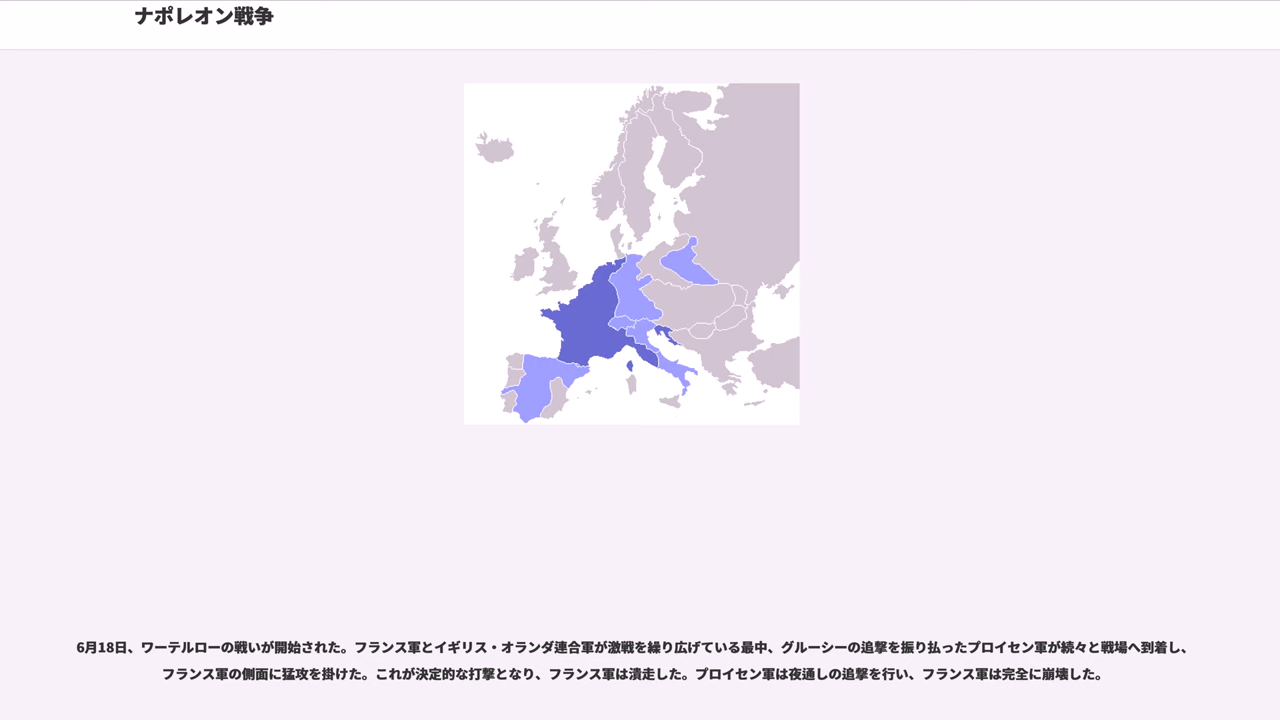 ナポレオン戦争
6月18日、ワーテルローの戦いが開始された。フランス軍とイギリス・オランダ連合軍が激戦を繰り広げている最中、グルーシーの追撃を振り払ったプロイセン軍が続々と戦場へ到着し、
フランス軍の側面に猛攻を掛けた。これが決定的な打撃となり、フランス軍は潰走した。プロイセン軍は夜通しの追撃を行い、フランス軍は完全に崩壊した。